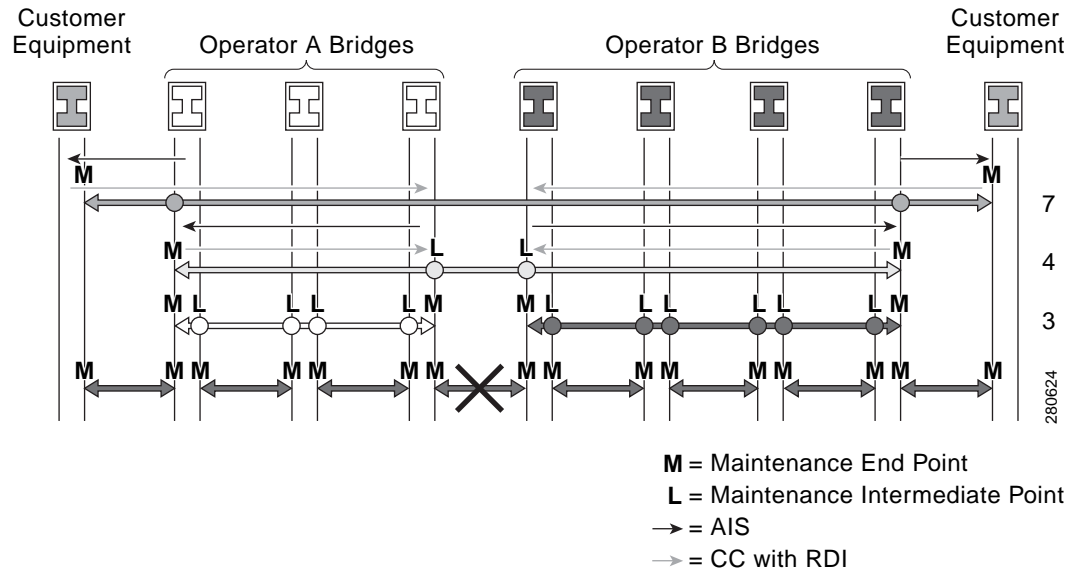 Customer
Equipment
Operator A Bridges
Operator B Bridges
Customer
Equipment
M M
7
M L L M
4
M L L L L M M L L L L L M
3
M M M M M M M M M M M M M M M M
280624
M = Maintenance End Point
L = Maintenance Intermediate Point
= AIS
= CC with RDI